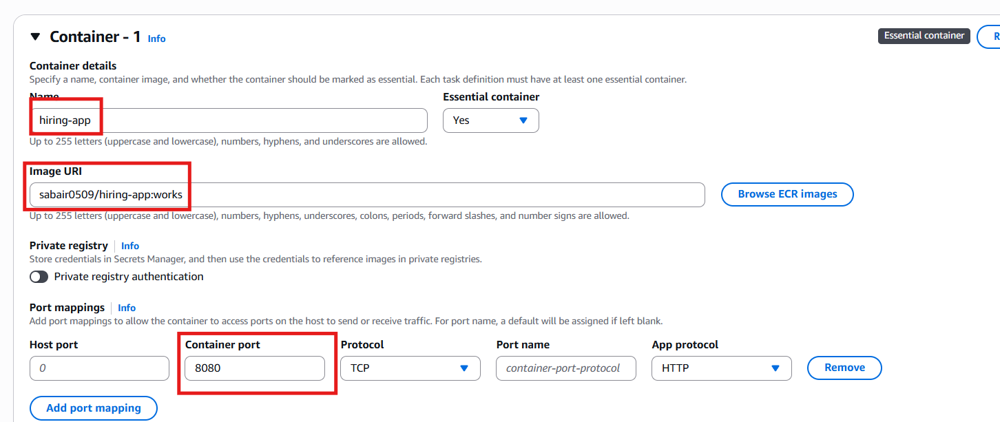 Container - 1 Info
Essential container
R
Container details
Specify a name, container image, and whether the container should be marked as essential. Each task definition must have at least one essential container.
Name
Essential container
hiring-app
Yes
Up to 255 letters (uppercase and lowercase), numbers, hyphens, and underscores are allowed.
Image URI
sabair0509/hiring-app:works
Browse ECR images
Up to 255 letters (uppercase and lowercase), numbers, hyphens, underscores, colons, periods, forward slashes, and number signs are allowed.
Private registry Info
Store credentials in Secrets Manager, and then use the credentials to reference images in private registries.
Private registry authentication
Port mappings Info
Add port mappings to allow the container to access ports on the host to send or receive traffic. For port name, a default will be assigned if left blank.
Host port Container port Protocol Port name App protocol
0 8080 TCP container-port-protocol HTTP Remove
Add port mapping